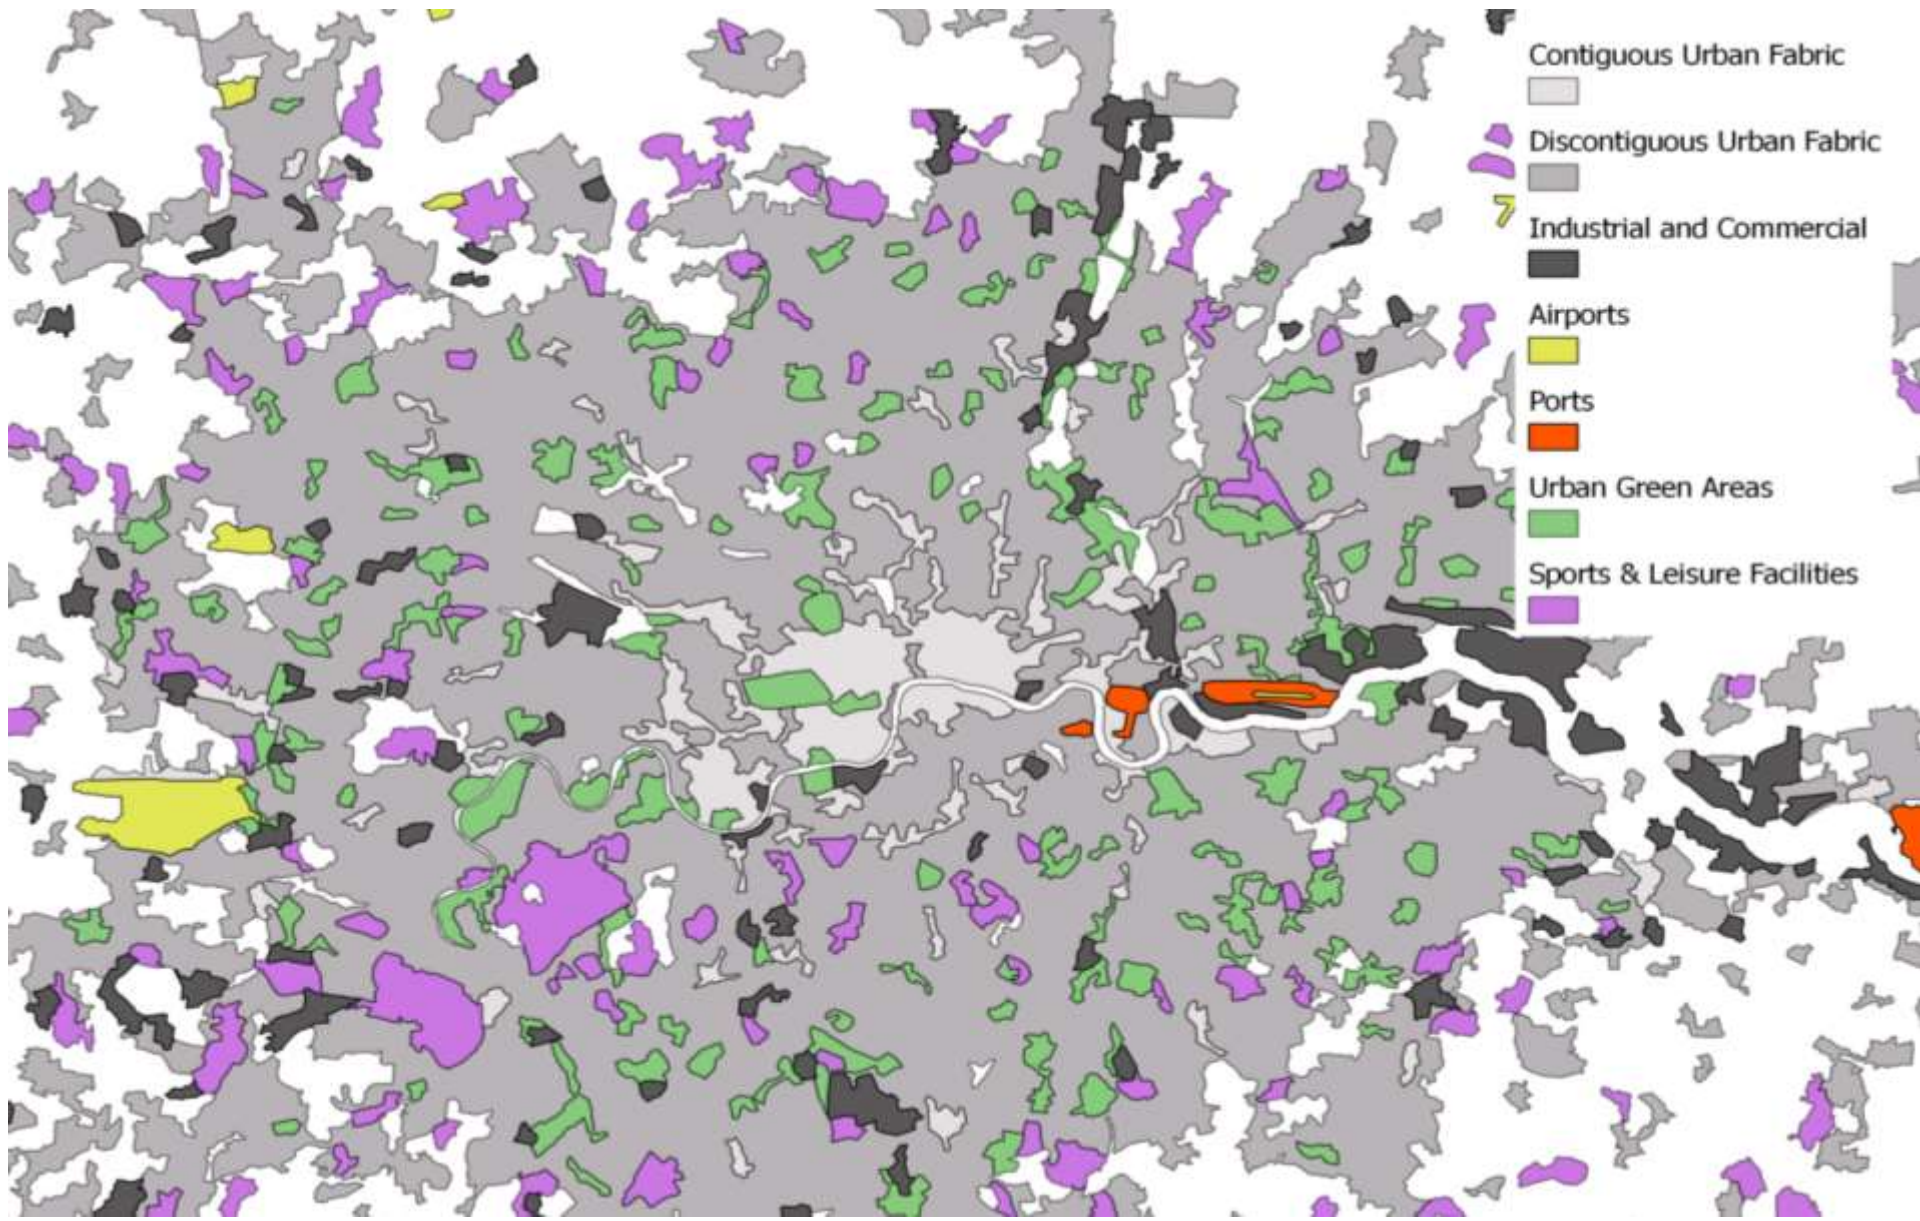 Contiguous Urban Fabric
Discontiguous Urban Fabric
Industrial and Commercial
Airports
Ports
Urban Green Areas
Sports & Leisure Facilities